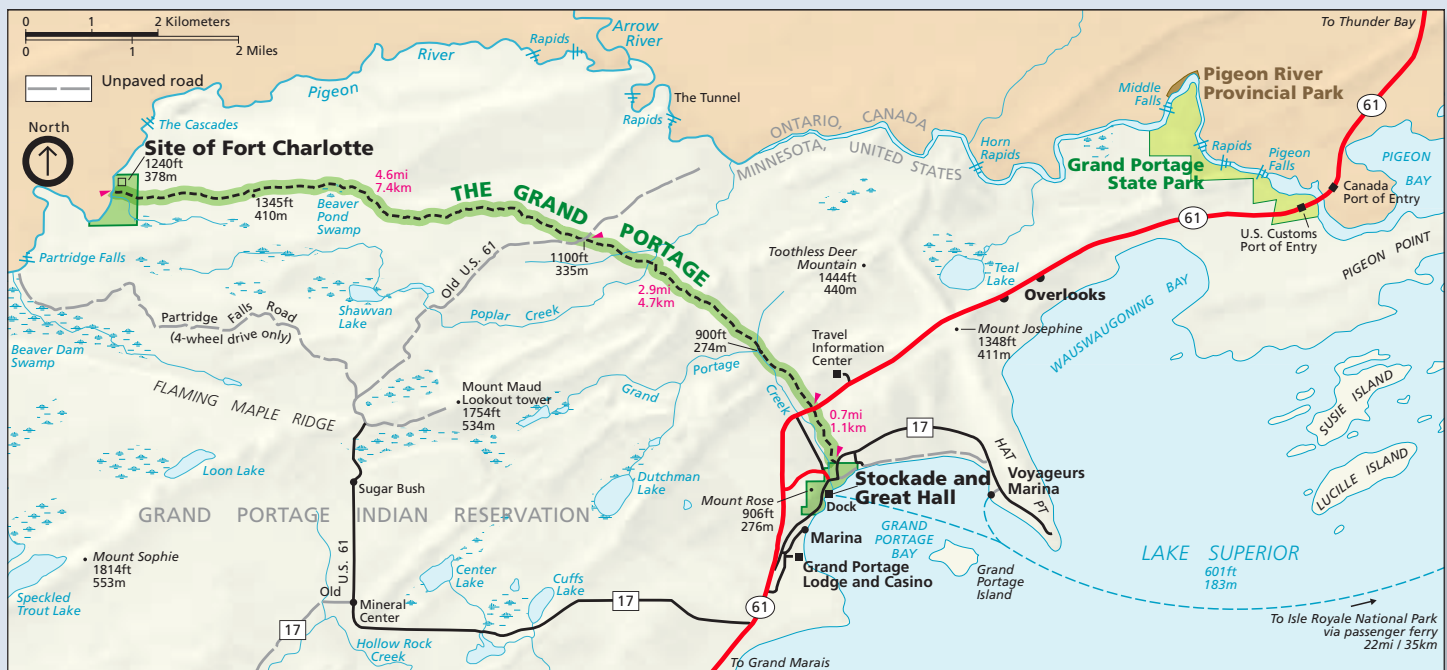 0 1 2 Kilometers
0 1 2 Miles
Unpaved road
North
River
Pigeon
Rapids
Arrow
River
The Tunnel
Rapids
To Thunder Bay
61
Pigeon River
Provincial Park
Middle
Falls
ONTARIO, CANADA
MINNESOTA, UNITED STATES
Horn
Rapids
Rapids
Pigeon
Falls
Grand Portage
State Park
PIGEON
BAY
Canada
Port of Entry
61
U.S. Customs
Port of Entry
PIGEON POINT
The Cascades
Site of Fort Charlotte
1240ft
378m
4.6mi
7.4km
THE GRAND PORTAGE
1345ft
410m
Beaver
Pond
Swamp
Partridge Falls
Old U.S. 61
1100ft
335m
2.9mi
4.7km
Toothless Deer
Mountain
1444ft
440m
Teal
Lake
Overlooks
WAUSWAUGONING BAY
Partridge Falls Road
(4-wheel drive only)
Shawvan
Lake
Poplar Creek
900ft
274m
Travel
Information
Center
Mount Josephine
1348ft
411m
Beaver Dam
Swamp
FLAMING MAPLE RIDGE
Mount Maud
Lookout tower
1754ft
534m
Grand
Portage
Creek
0.7mi
1.1km
17
HAT PT
SUSIE ISLAND
LUCILLE ISLAND
Loon Lake
Sugar Bush
Dutchman
Lake
Mount Rose
906ft
276m
Stockade and
Great Hall
Dock
Voyageurs
Marina
GRAND PORTAGE INDIAN RESERVATION
Marina
GRAND
PORTAGE
BAY
Grand Portage
Lodge and Casino
Grand
Portage
Island
LAKE SUPERIOR
601ft
183m
Mount Sophie
1814ft
553m
Speckled
Trout Lake
Old U.S. 61
Center
Lake
Cuffs
Lake
Mineral
Center
17
17
61
Hollow Rock
Creek
To Grand Marais
To Isle Royale National Park
via passenger ferry
22mi / 35km